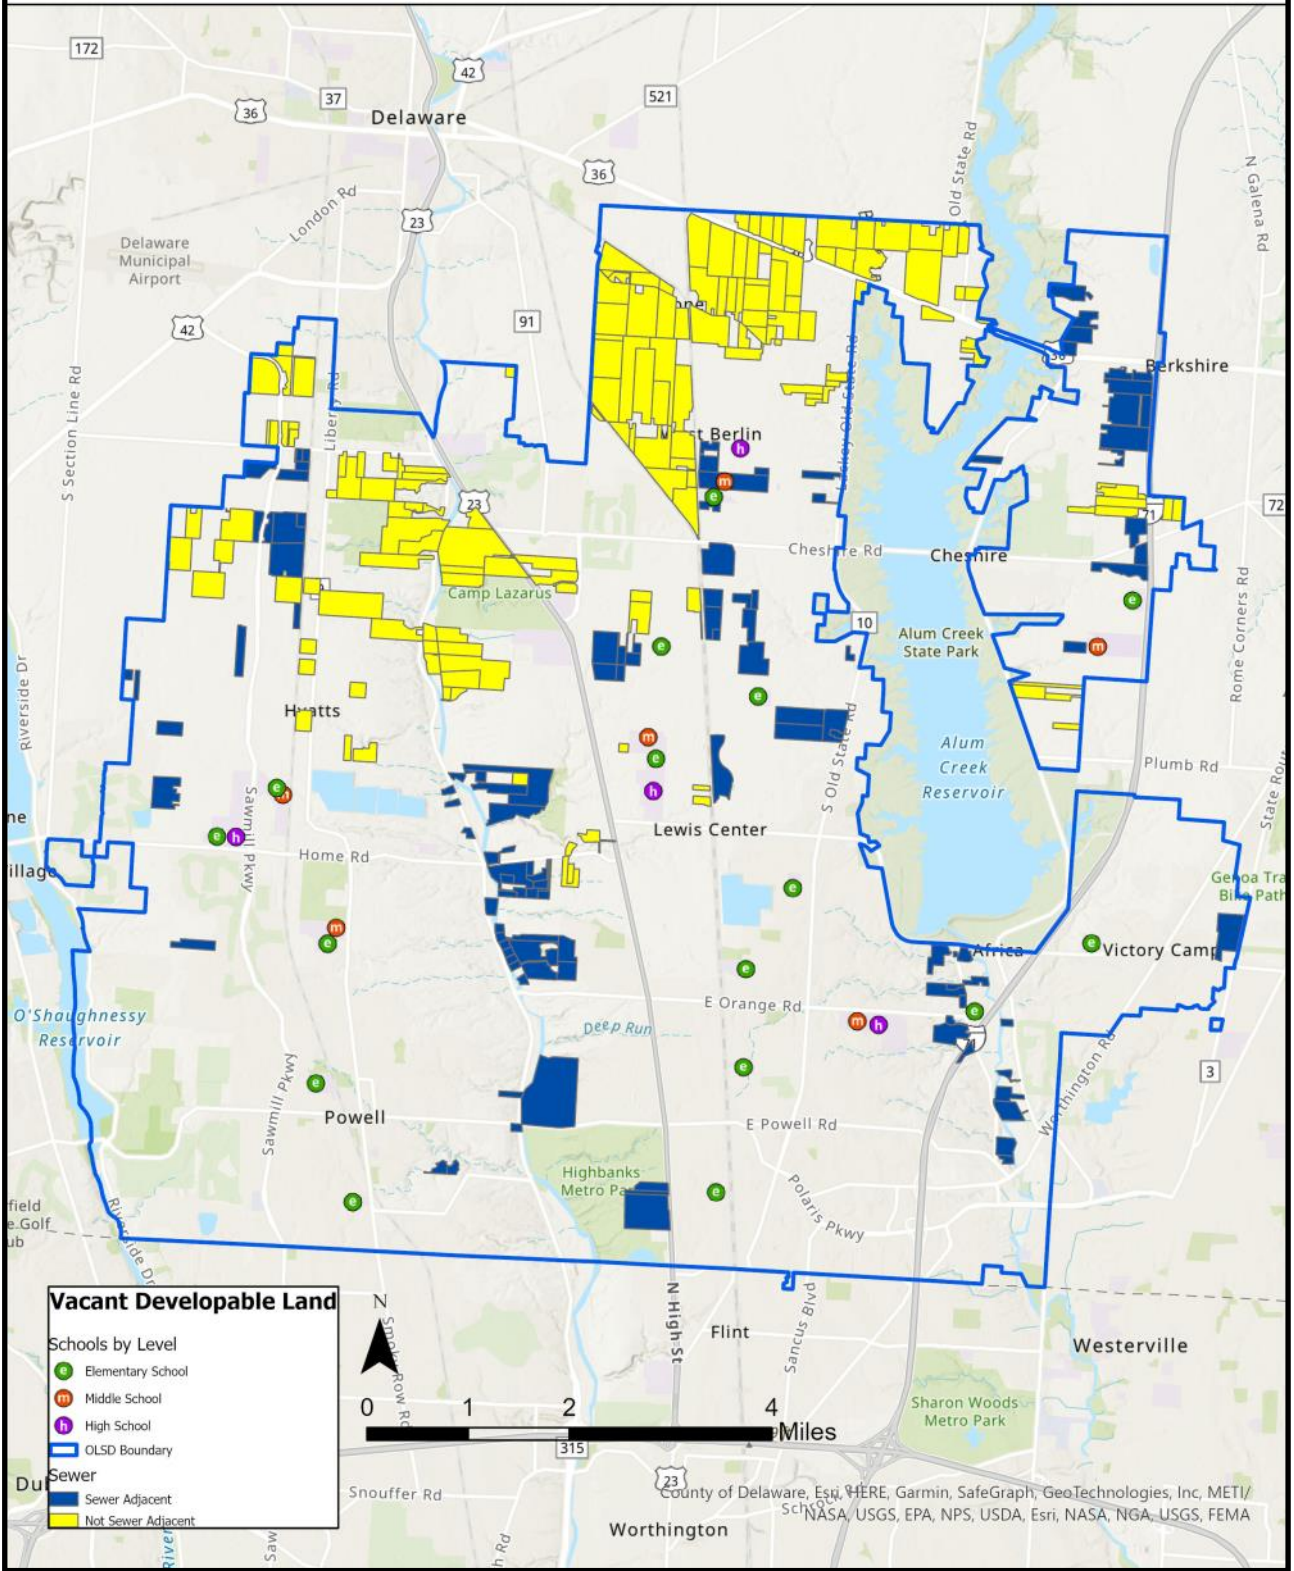 172
42
37
521
36
Delaware
36
Old State Rd
N Galena Rd
London Rd
23
Delaware
Municipal
Airport
42
91
Berkshire
S Section Line Rd
Berlin
23
72
71
Cheshire Rd
Cheshire
Camp Lazarus
10
Alum Creek
State Park
Rome Corners Rd
Riverside Dr
Alum
Creek
Reservoir
S Old State Rd
Plumb Rd
Sawmill Pkwy
Lewis Center
Home Rd
Africa
Victory Camp
E Orange Rd
O'Shaughnessy
Reservoir
Deep Run
3
Worthington Rd
Sawmill Pkwy
Powell
E Powell Rd
Highbanks
Metro Pa
Polaris Pkwy
Riverside Dr
Vacant Developable Land
Schools by Level
e Elementary School
m Middle School
h High School
OLSD Boundary
Sewer
Sewer Adjacent
Not Sewer Adjacent
N
N High St
Sancus Blvd
Flint
Westerville
Smoky Row Rd
Sharon Woods
Metro Park
0 1 2 4
Miles
315
23
Snouffer Rd
County of Delaware, Esri, HERE, Garmin, SafeGraph, GeoTechnologies, Inc, METI/
NASA, USGS, EPA, NPS, USDA, Esri, NASA, NGA, USGS, FEMA
Worthington